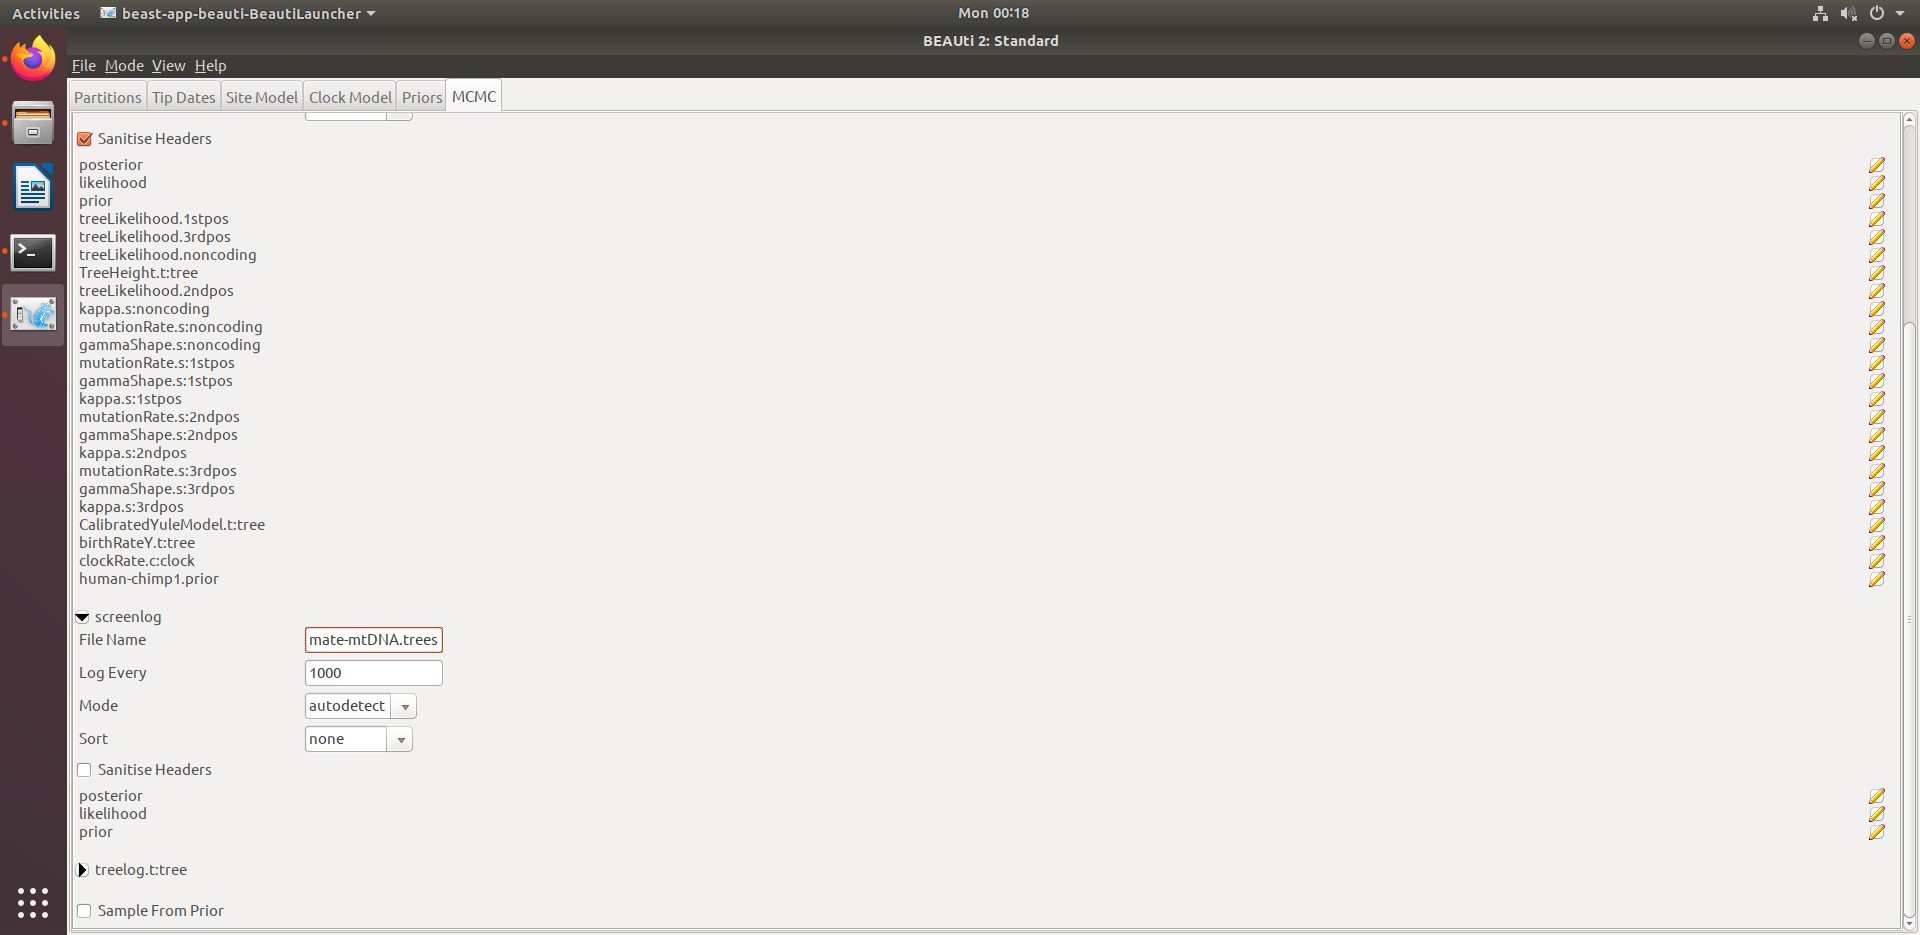 Activities beast-app-beauti-BeautiLauncher Mon 00:18
BEAUti 2: Standard
File Mode View Help
Partitions Tip Dates Site Model Clock Model Priors MCMC
Sanitise Headers
posterior
likelihood
prior
treeLikelihood.1stpos
treeLikelihood.3rdpos
treeLikelihood.noncoding
TreeHeight.t:tree
treeLikelihood.2ndpos
kappa.s:noncoding
mutationRate.s:noncoding
gammaShape.s:noncoding
mutationRate.s:1stpos
gammaShape.s:1stpos
kappa.s:1stpos
mutationRate.s:2ndpos
gammaShape.s:2ndpos
kappa.s:2ndpos
mutationRate.s:3rdpos
gammaShape.s:3rdpos
kappa.s:3rdpos
CalibratedYuleModel.t:tree
birthRateY.t:tree
clockRate.c:clock
human-chimp1.prior
screenlog
File Name mate-mtDNA.trees
Log Every 1000
Mode autodetect
Sort none
Sanitise Headers
posterior
likelihood
prior
treelog.t:tree
Sample From Prior